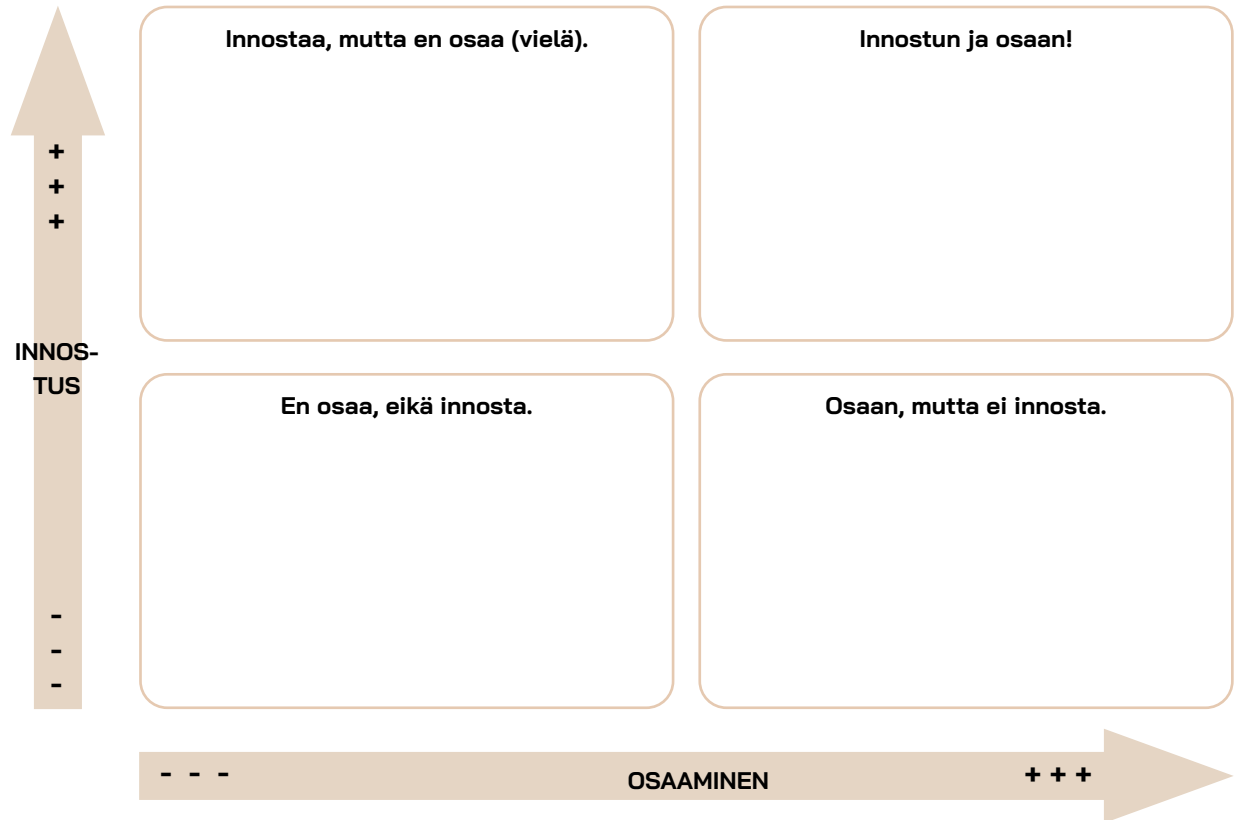 Innostaa, mutta en osaa (vielä).
Innostun ja osaan!
+
+
+
INNOS-
TUS
En osaa, eikä innosta.
Osaan, mutta ei innosta.
-
-
-
- - -
OSAAMINEN
+ + +